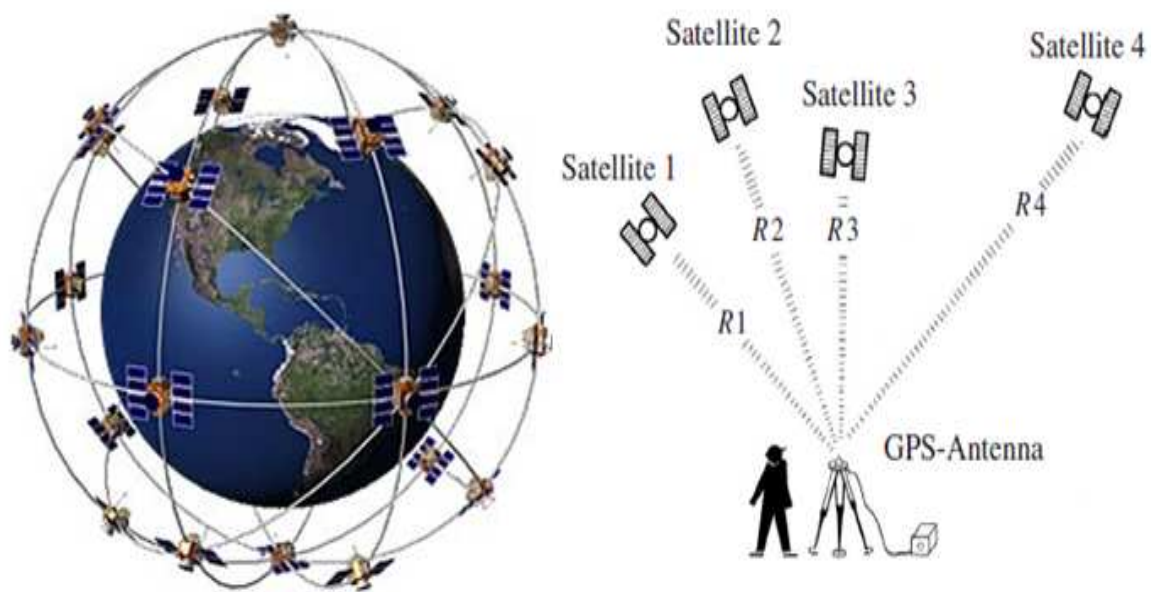 Satellite 2
Satellite 4
Satellite 3
Satellite 1
R2
R3
R4
R1
GPS-Antenna